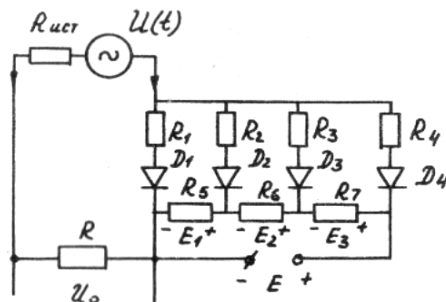 Rист
U(t)
R1
R2
R3
R4
D1
D2
D3
D4
R5
R6
R7
- E1 +
- E2 +
- E3 +
R
- E +
U0